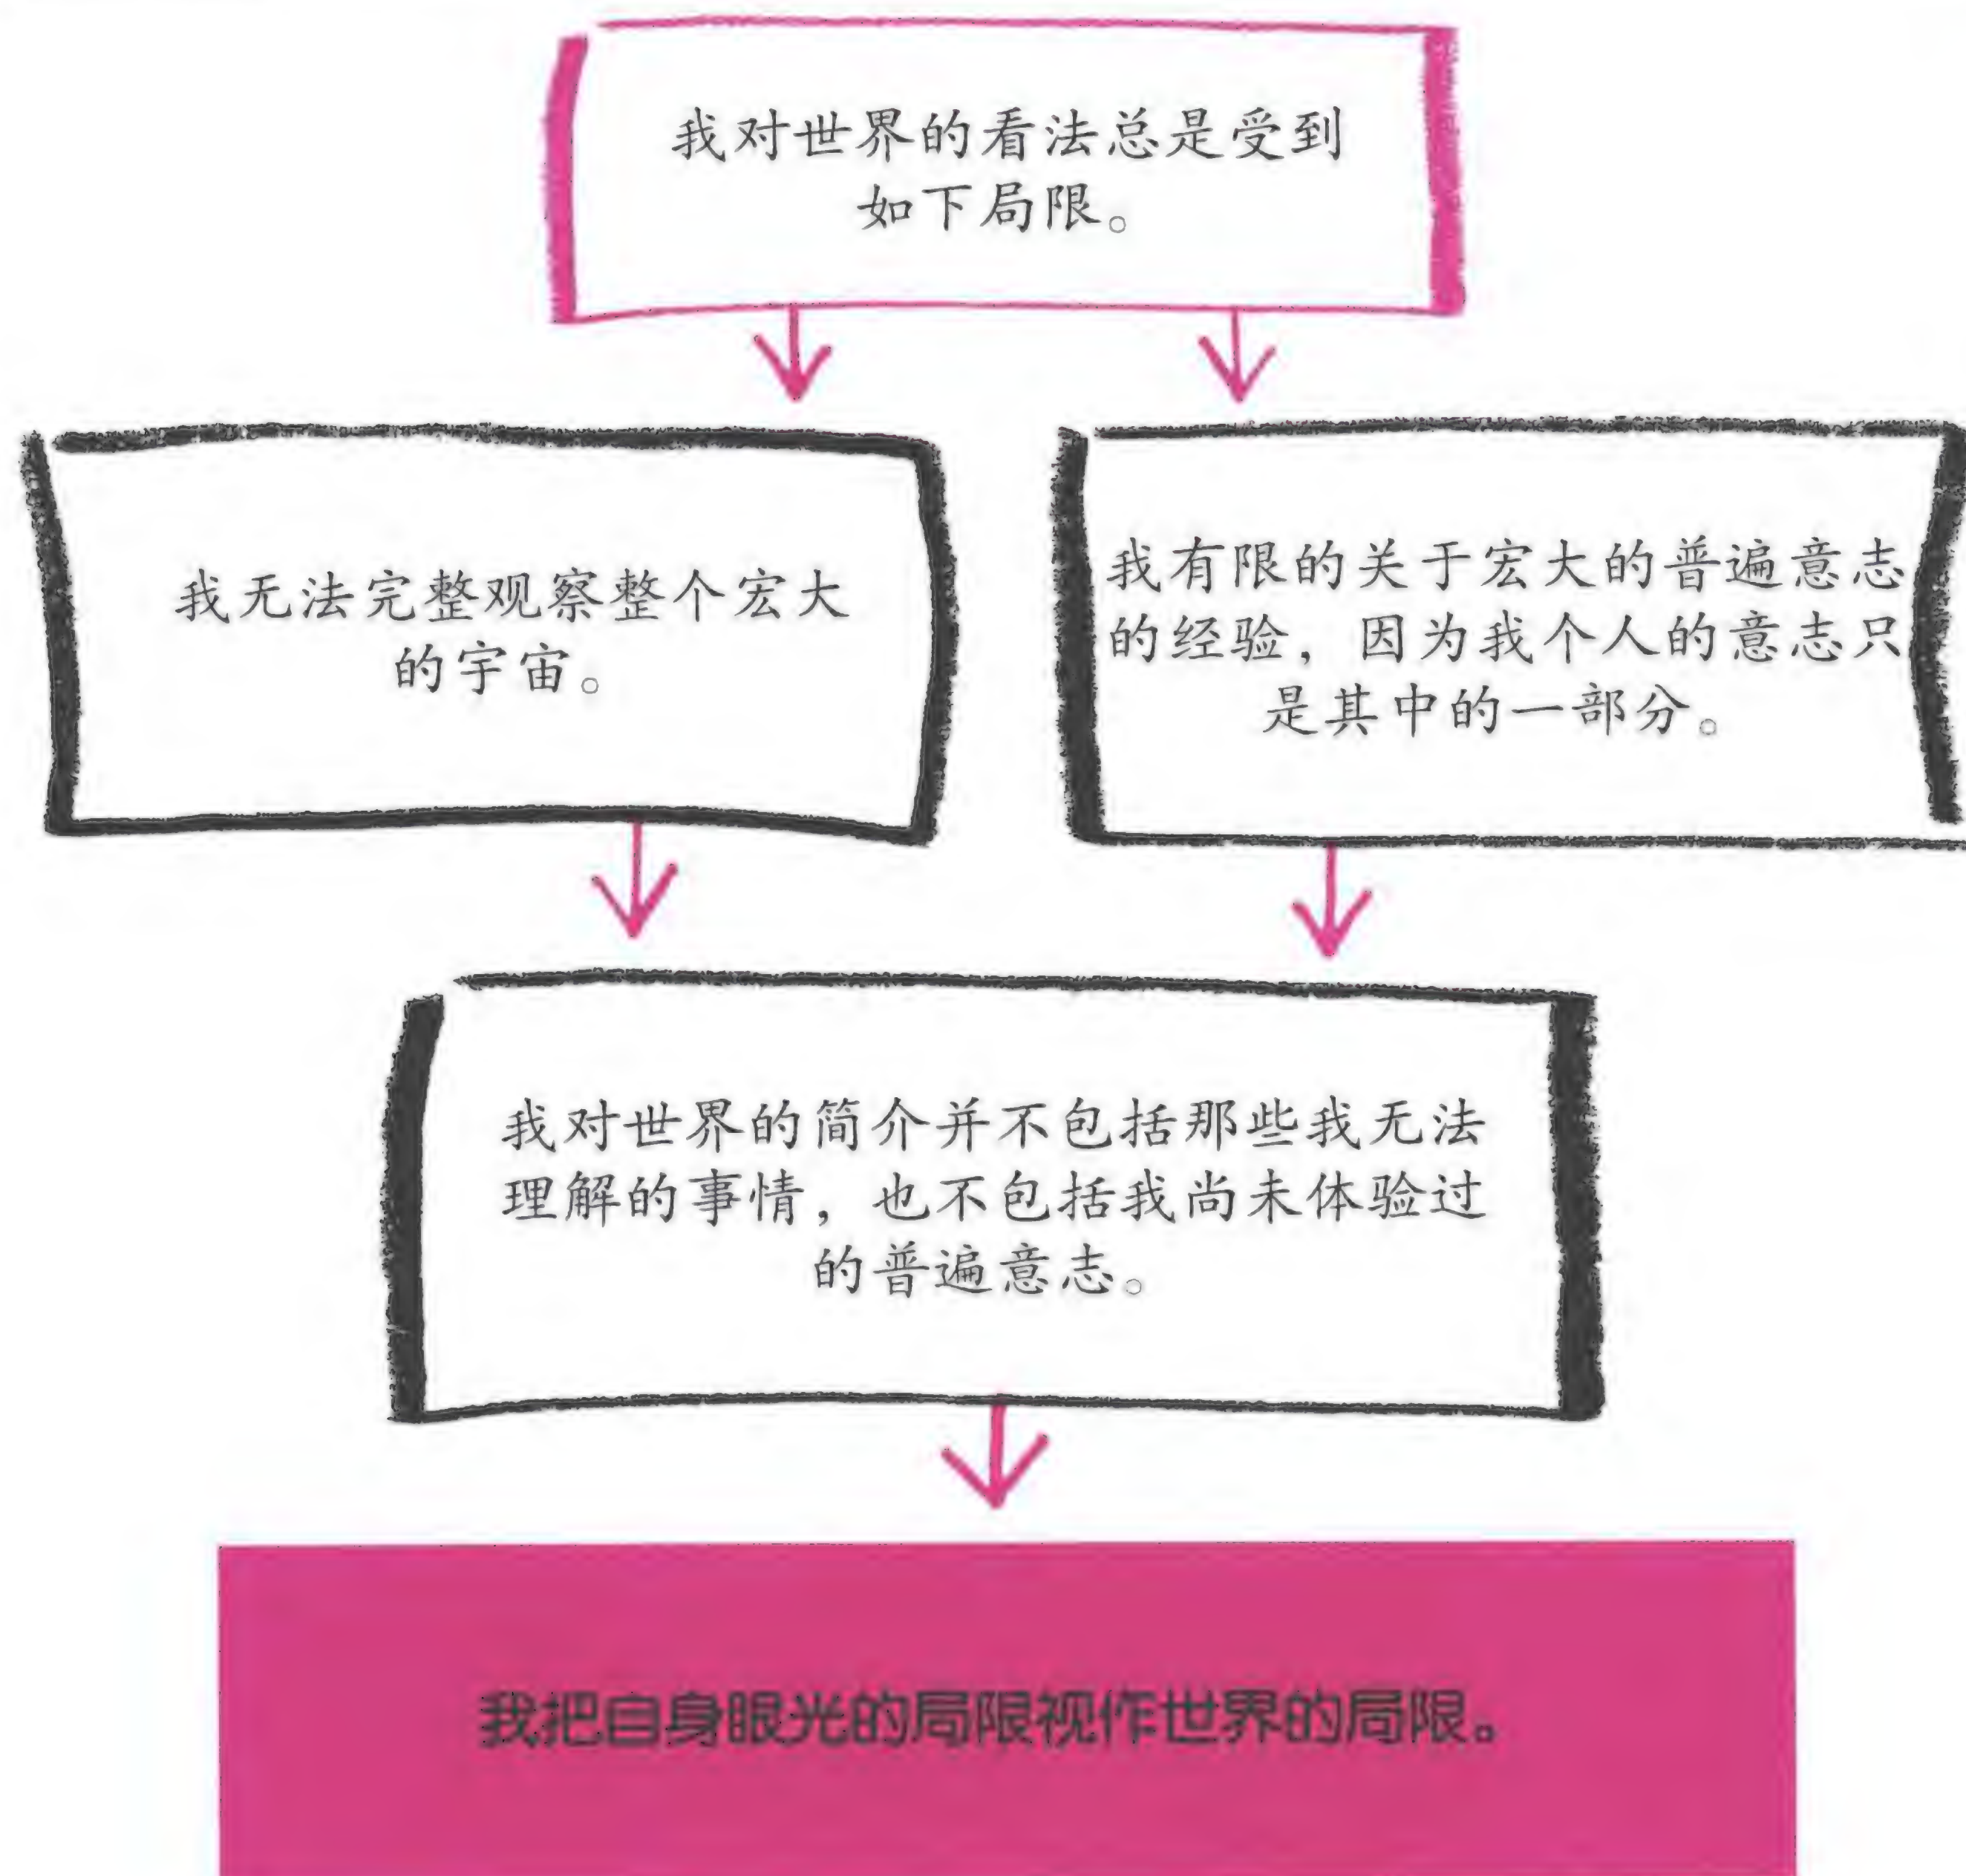 我对世界的看法总是受到
如下局限。
我无法完整观察整个宏大
的宇宙。
我有限的关于宏大的普遍意志
的经验，因为我个人的意志只
是其中的一部分。
我对世界的简介并不包括那些我无法
理解的事情，也不包括我尚未体验过
的普遍意志。
我把自身眼光的局限视作世界的局限。